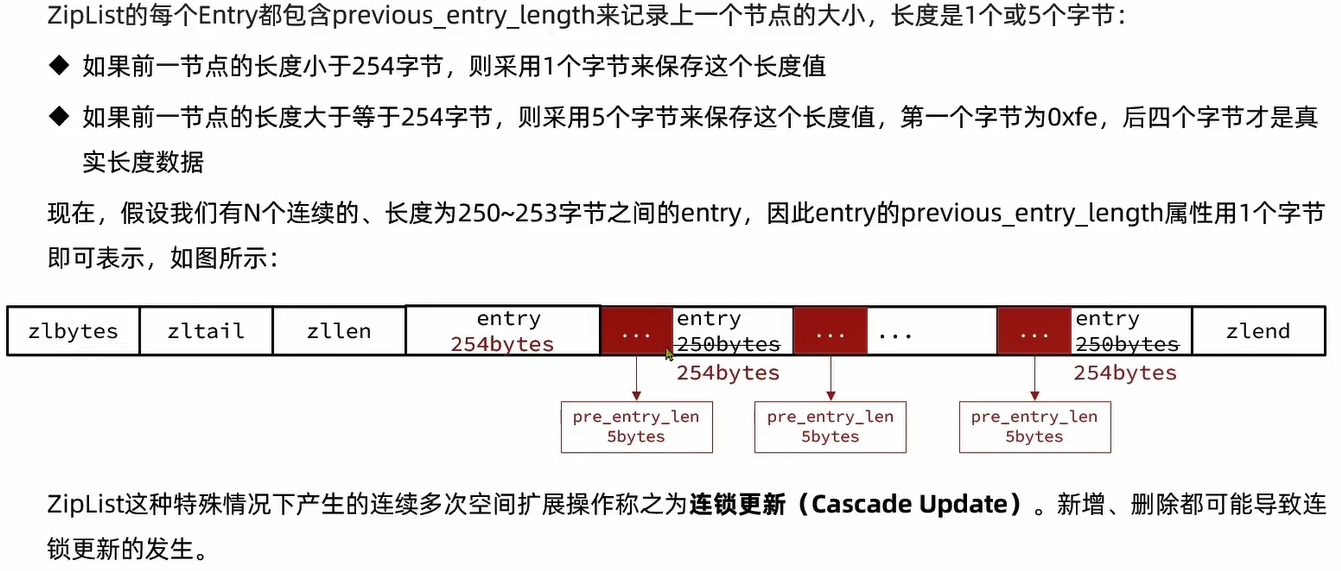 ZipList的每个Entry都包含previous_entry_length来记录上一个节点的大小，长度是1个或5个字节：
◆ 如果前一节点的长度小于254字节，则采用1个字节来保存这个长度值
◆ 如果前一节点的长度大于等于254字节，则采用5个字节来保存这个长度值，第一个字节为0xfe，后四个字节才是真
实长度数据
现在，假设我们有N个连续的、长度为250~253字节之间的entry，因此entry的previous_entry_length属性用1个字节
即可表示，如图所示：
zlbytes
zltail
zllen
entry
254bytes
...
entry
250bytes
254bytes
...
...
...
entry
250bytes
254bytes
zlend
pre_entry_len
5bytes
pre_entry_len
5bytes
pre_entry_len
5bytes
ZipList这种特殊情况下产生的连续多次空间扩展操作称之为连锁更新（Cascade Update）。新增、删除都可能导致连
锁更新的发生。